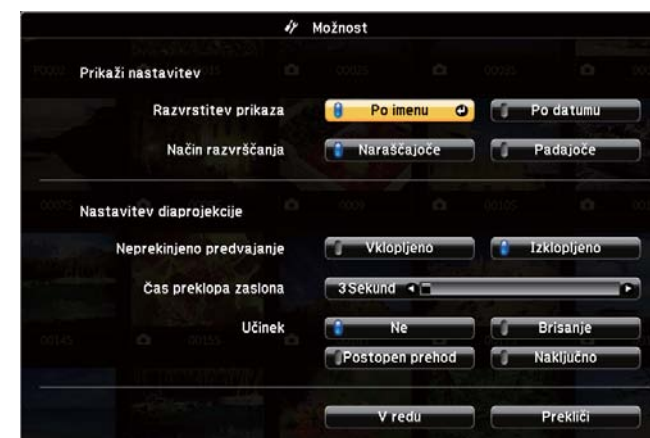 Možnost
Prikaži nastavitev
Razvrstitev prikaza Po imenu Po datumu
Način razvrščanja Naraščajoče Padajoče
Nastavitev diaprojekcije
Neprekinjeno predvajanje Vklopljeno Izklopljeno
Čas preklopa zaslona 3 Sekund
Učinek Ne Brisanje
Postopen prehod Naključno
V redu Prekliči